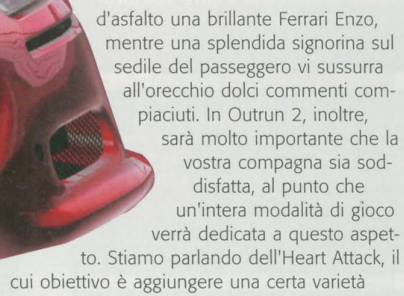 d'asfalto una brillante Ferrari Enzo,
mentre una splendida signorina sul
sedile del passeggero vi sussurra
all'orecchio dolci commenti com-
piaciuti. In Outrun 2, inoltre,
sarà molto importante che la
vostra compagna sia sod-
disfatta, al punto che
un'intera modalità di gioco
verrà dedicata a questo aspet-
to. Stiamo parlando dell'Heart Attack, il
cui obiettivo è aggiungere una certa varietà